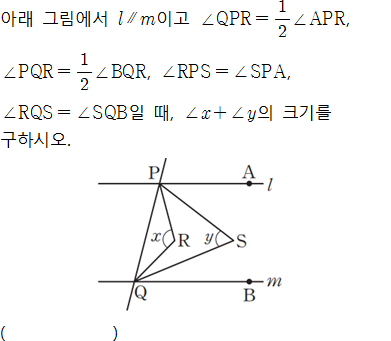 아래 그림에서 l∥m이고 ∠QPR=1/2∠APR,
∠PQR=1/2∠BQR, ∠RPS=∠SPA,
∠RQS=∠SQB일 때, ∠x+∠y의 크기를
구하시오.
P A l
x R y S
Q B m
( )